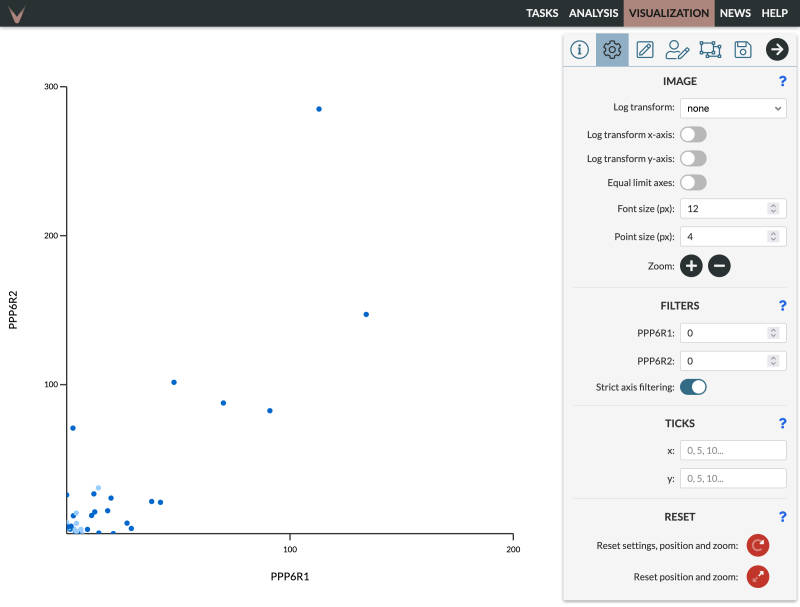 TASKS ANALYSIS VISUALIZATION NEWS HELP
IMAGE ?
Log transform: none
Log transform x-axis:
Log transform y-axis:
Equal limit axes:
Font size (px): 12
Point size (px): 4
Zoom:
FILTERS ?
PPP6R1: 0
PPP6R2: 0
Strict axis filtering:
TICKS ?
x: 0, 5, 10...
y: 0, 5, 10...
RESET ?
Reset settings, position and zoom:
Reset position and zoom:
300
200
100
PPP6R2
100
200
PPP6R1